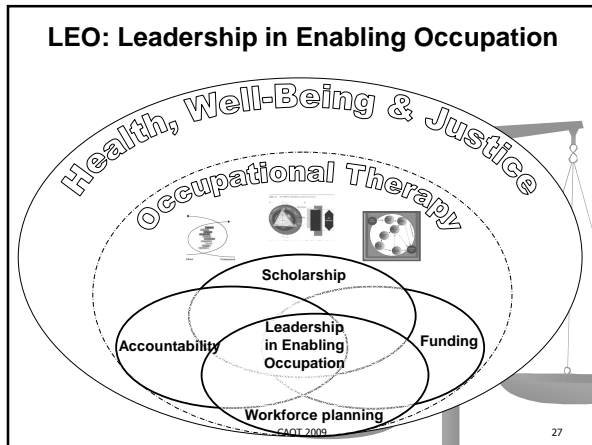 LEO: Leadership in Enabling Occupation
Health, Well-Being & Justice
Occupational Therapy
Scholarship
Accountability
Leadership
in Enabling
Occupation
Funding
Workforce planning
CAOT 2009
27